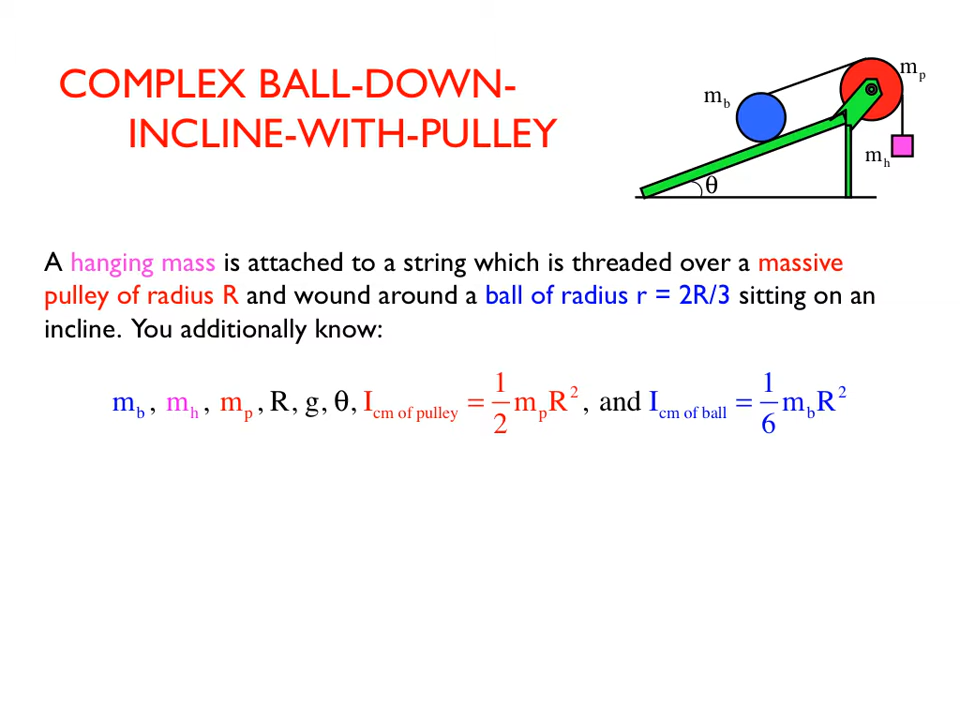 COMPLEX BALL-DOWN-
INCLINE-WITH-PULLEY
m_p
m_b
m_h
θ
A hanging mass is attached to a string which is threaded over a massive
pulley of radius R and wound around a ball of radius r = 2R/3 sitting on an
incline. You additionally know:
m_b , m_h , m_p , R, g, θ, I_cm of pulley = 1/2 m_p R², and I_cm of ball = 1/6 m_b R²